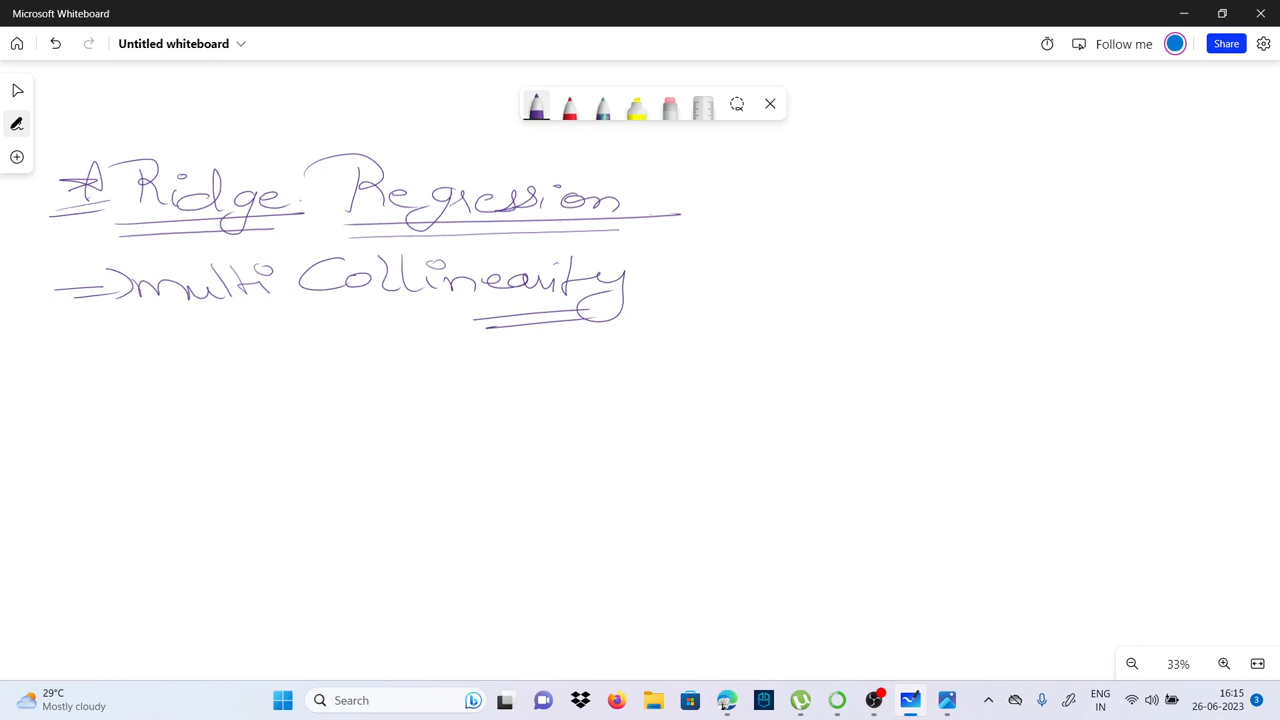 Microsoft Whiteboard
Untitled whiteboard
Follow me
Share
* Ridge Regression
=> multi Collinearity
33%
29°C
Mostly cloudy
Search
ENG
IN
16:15
26-06-2023
3